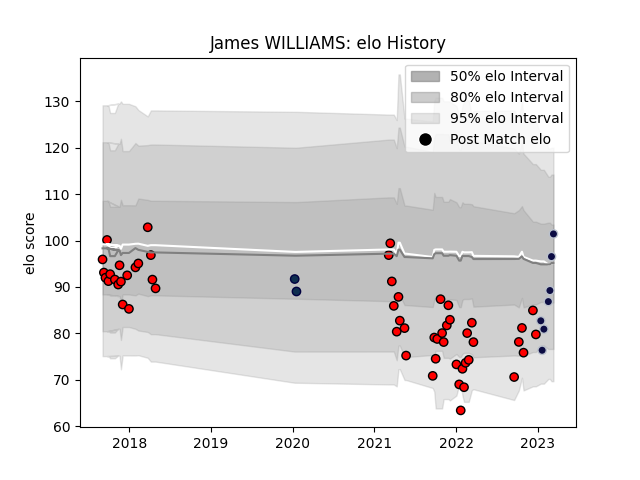 James WILLIAMS: elo History
50% elo Interval
80% elo Interval
95% elo Interval
Post Match elo
elo score
130
120
110
100
90
80
70
60
2018
2019
2020
2021
2022
2023